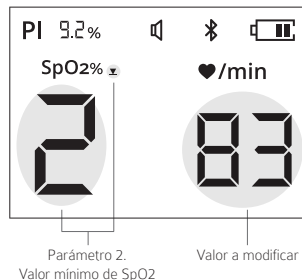 PI 9.2%
SpO2% ♥/min
2 83
Parámetro 2. Valor a modificar
Valor mínimo de SpO2